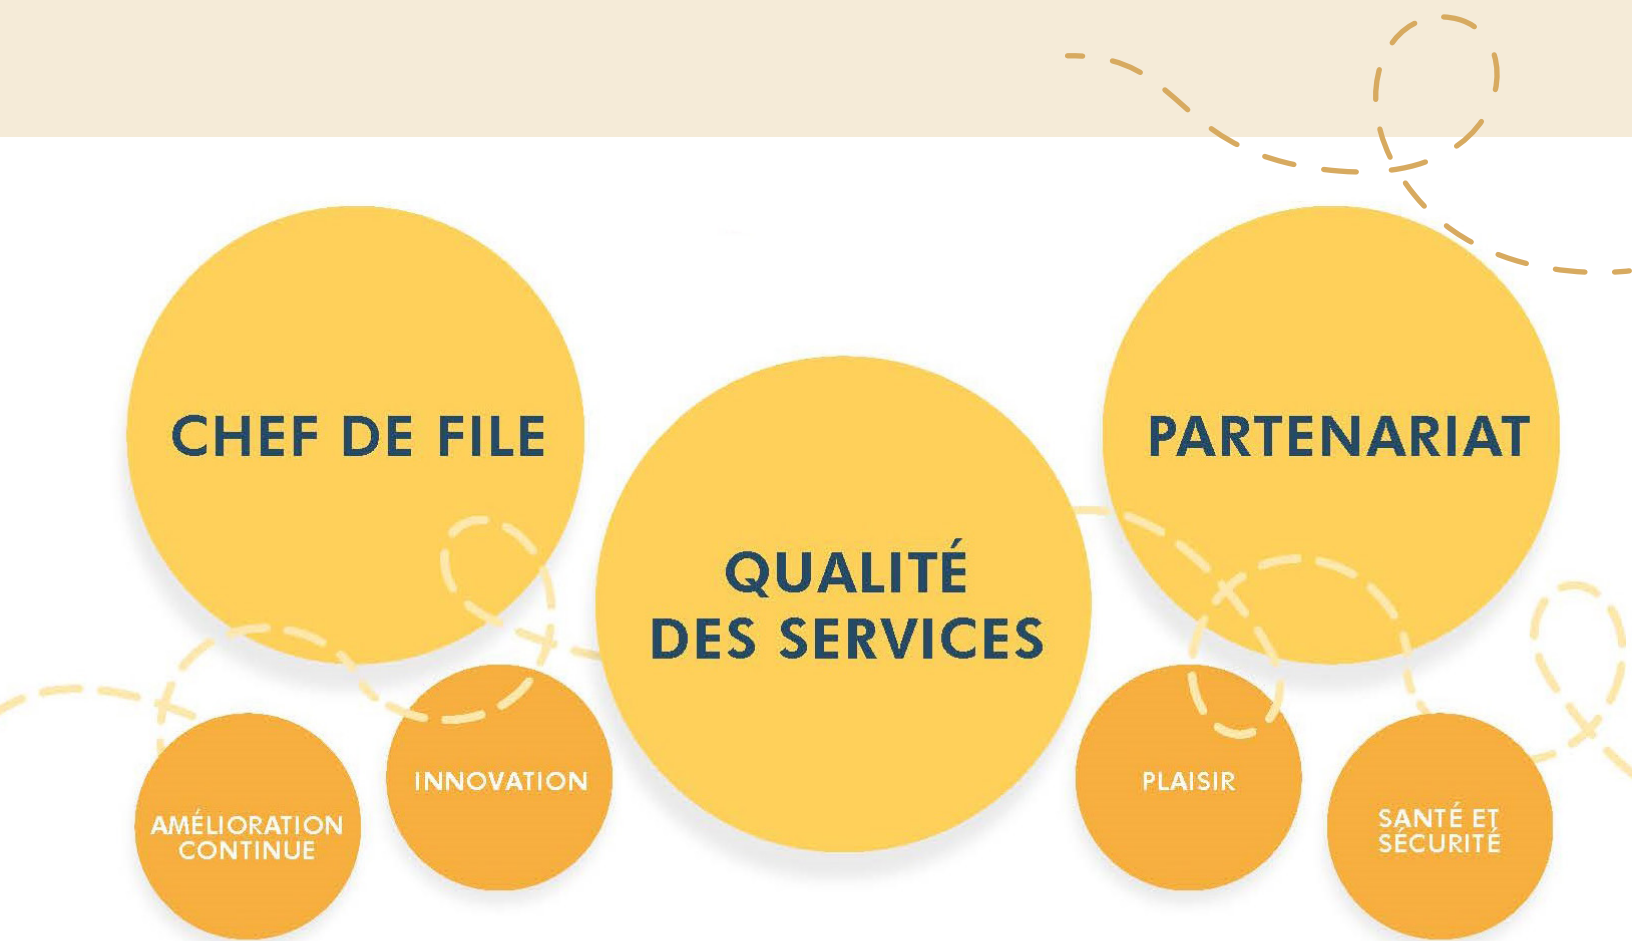 CHEF DE FILE
PARTENARIAT
QUALITÉ
DES SERVICES
INNOVATION
PLAISIR
AMÉLIORATION
CONTINUE
SANTÉ ET
SÉCURITÉ